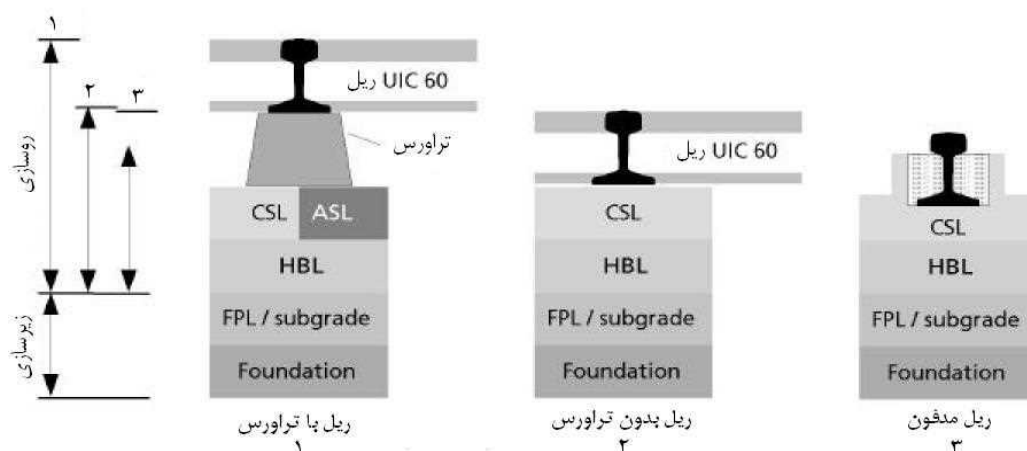 ۱
۲
۳
روسازی
زیرسازی
ریل UIC 60
تراورس
CSL
ASL
HBL
FPL / subgrade
Foundation
ریل با تراورس
۱
ریل UIC 60
CSL
HBL
FPL / subgrade
Foundation
ریل بدون تراورس
۲
CSL
HBL
FPL / subgrade
Foundation
ریل مدفون
۳